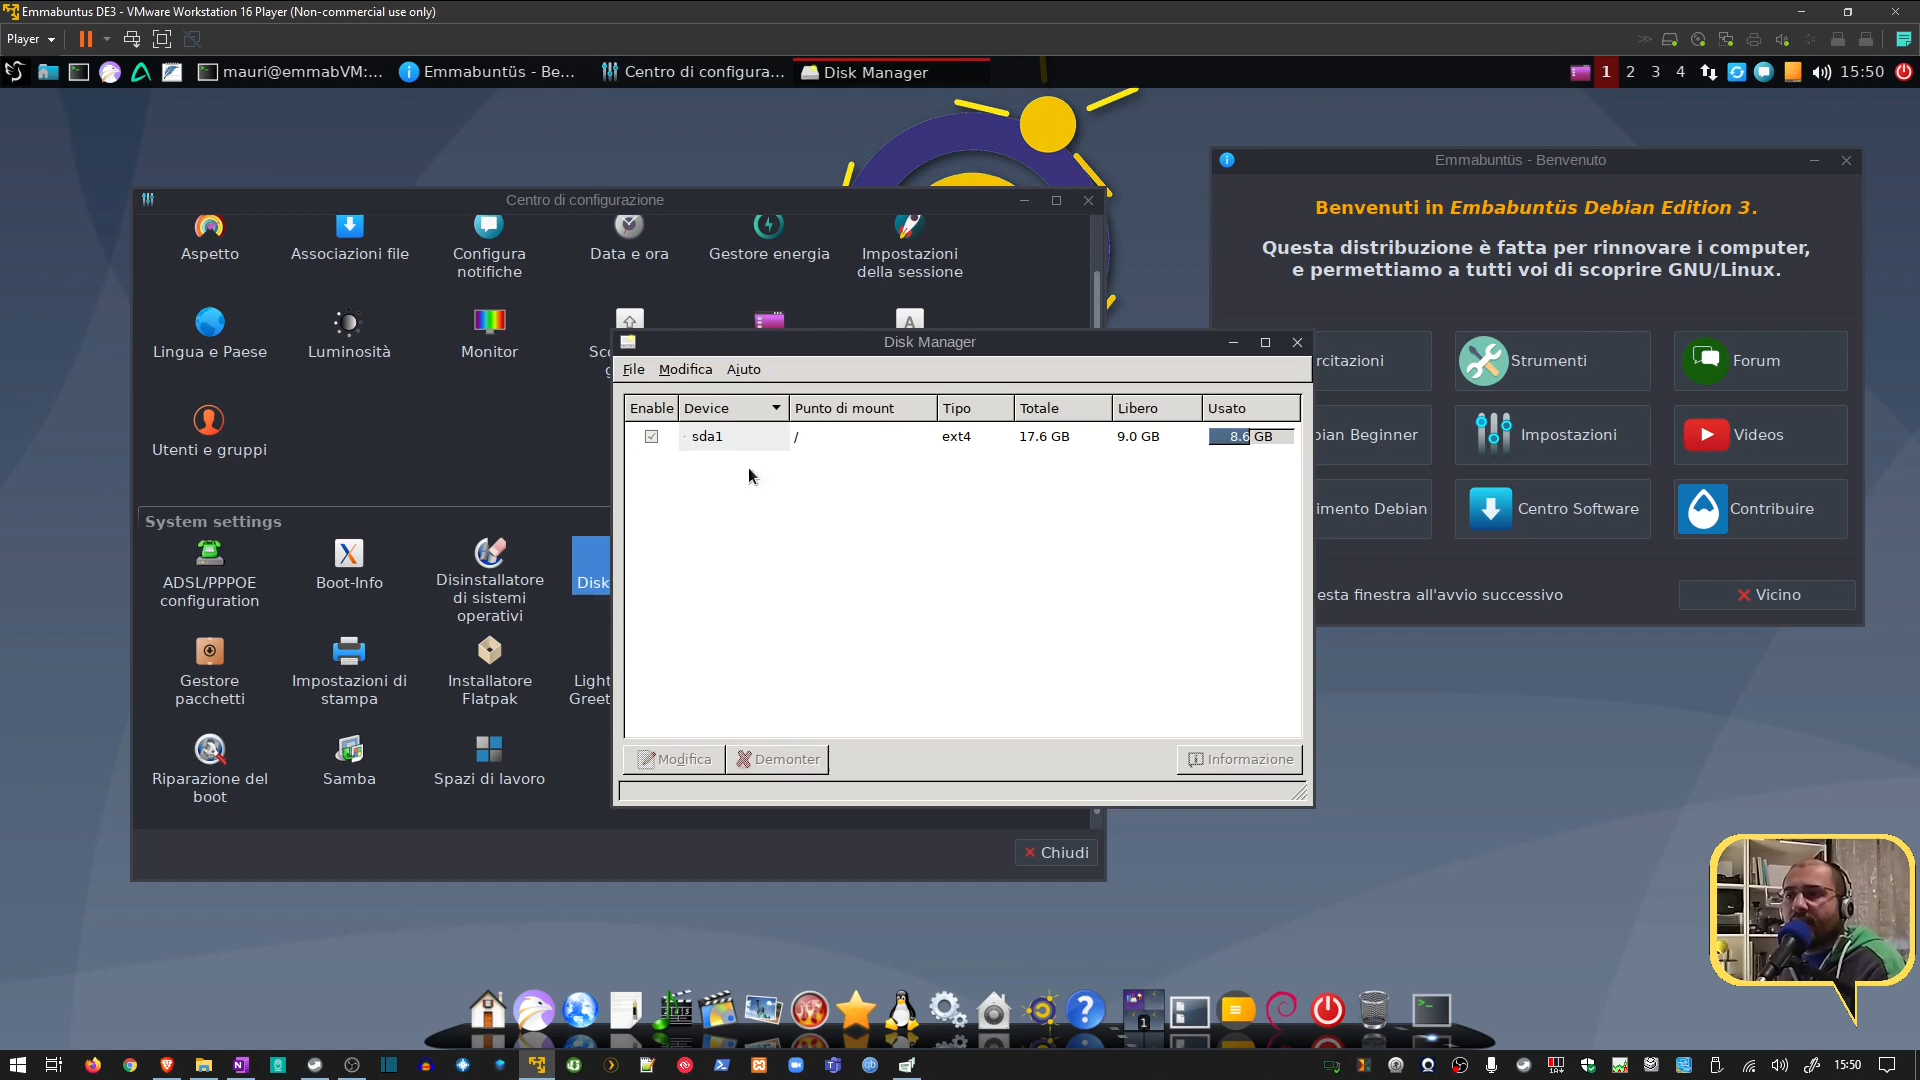 Emmabuntus DE3 - VMware Workstation 16 Player (Non-commercial use only)
Player
mauri@emmabVM:...
Emmabuntüs - Be...
Centro di configura...
Disk Manager
1 2 3 4
15:50
Centro di configurazione
Aspetto
Associazioni file
Configura
notifiche
Data e ora
Gestore energia
Impostazioni
della sessione
Lingua e Paese
Luminosità
Monitor
Utenti e gruppi
System settings
ADSL/PPPOE
configuration
Boot-Info
Disinstallatore
di sistemi
operativi
Disk
Gestore
pacchetti
Impostazioni di
stampa
Installatore
Flatpak
Light
Greet
Riparazione del
boot
Samba
Spazi di lavoro
Chiudi
Disk Manager
File Modifica Aiuto
Enable Device Punto di mount Tipo Totale Libero Usato
sda1 / ext4 17.6 GB 9.0 GB 8.6 GB
Modifica
Demonter
Informazione
Emmabuntüs - Benvenuto
Benvenuti in Embabuntüs Debian Edition 3.
Questa distribuzione è fatta per rinnovare i computer,
e permettiamo a tutti voi di scoprire GNU/Linux.
rcitazioni
Strumenti
Forum
ian Beginner
Impostazioni
Videos
imento Debian
Centro Software
Contribuire
esta finestra all'avvio successivo
Vicino
1
15:50